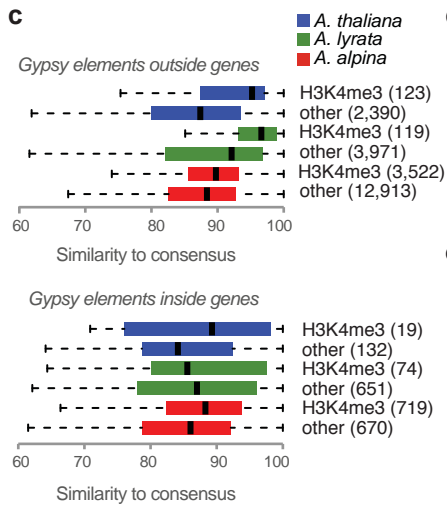 c
A. thaliana
A. lyrata
A. alpina
Gypsy elements outside genes
H3K4me3 (123)
other (2,390)
H3K4me3 (119)
other (3,971)
H3K4me3 (3,522)
other (12,913)
60 70 80 90 100
Similarity to consensus
Gypsy elements inside genes
H3K4me3 (19)
other (132)
H3K4me3 (74)
other (651)
H3K4me3 (719)
other (670)
60 70 80 90 100
Similarity to consensus